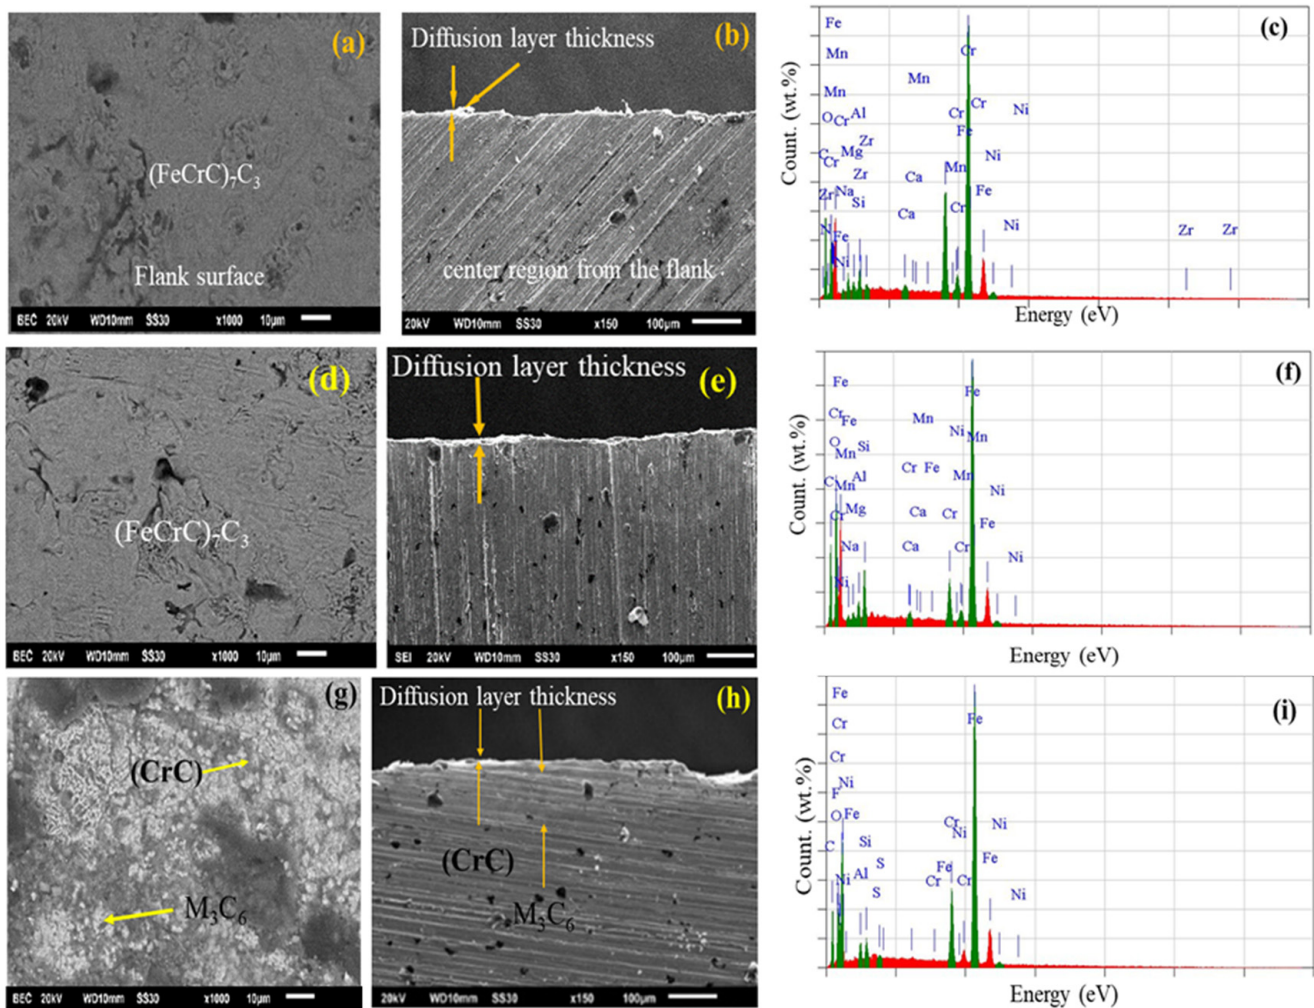 (a)
(FeCrC)₇-C₃
Flank surface
BEC 20kV WD10mm SS30 x1000 10μm
Diffusion layer thickness
(b)
center region from the flank
20kV WD10mm SS30 x150 100μm
(c)
Count. (wt.%)
Fe
Mn
Mn
O Cr Al
C Cr Mg Zr
Zr
Zr Na Si
N Fe
Ni
Ca
Ca
Mn
Cr
Cr Cr
Fe
Mn
Cr
Ni
Ni
Fe
Ni
Zr Zr
Energy (eV)
(d)
(FeCrC)-C₃
BEC 20kV WD10mm SS30 x1000 10μm
Diffusion layer thickness
(e)
SEI 20kV WD10mm SS30 x150 100μm
(f)
Count. (wt.%)
Fe
Cr Fe
O
Mn Si
C Mn Al
Cr Mg
Na
Ni
Mn
Cr Fe
Ca
Ca
Fe
Ni
Mn
Mn
Cr
Cr
Ni
Fe
Ni
Energy (eV)
(g)
(CrC)
M₃C₆
BEC 20kV WD10mm SS30 x1000 10μm
Diffusion layer thickness
(h)
(CrC)
M₃C₆
20kV WD10mm SS30 x150 100μm
(i)
Count. (wt.%)
Fe
Cr
Cr
Ni
F
O Fe
C Si
Ni Al S
S
Fe
Cr
Ni
Ni
Fe
Cr
Cr
Fe
Ni
Energy (eV)